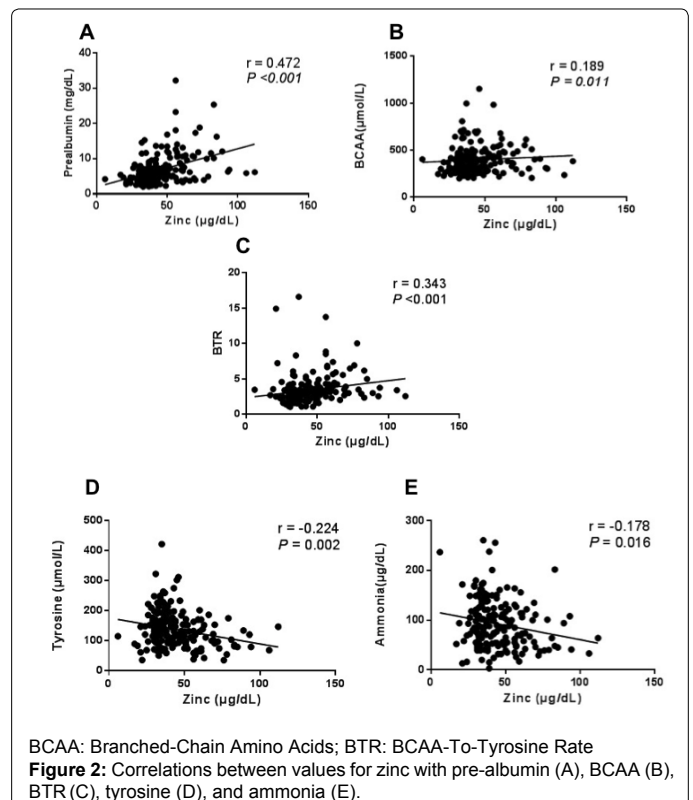 A
r = 0.472
P <0.001
Prealbumin (mg/dL)
40
30
20
10
0
0 50 100 150
Zinc (µg/dL)
B
r = 0.189
P = 0.011
BCAA(µmol/L)
1500
1000
500
0
0 50 100 150
Zinc (µg/dL)
C
r = 0.343
P <0.001
BTR
20
15
10
5
0
0 50 100 150
Zinc (µg/dL)
D
r = -0.224
P = 0.002
Tyrosine (µmol/L)
500
400
300
200
100
0
0 50 100 150
Zinc (µg/dL)
E
r = -0.178
P = 0.016
Ammonia(µg/dL)
300
200
100
0
0 50 100 150
Zinc (µg/dL)
BCAA: Branched-Chain Amino Acids; BTR: BCAA-To-Tyrosine Rate
Figure 2: Correlations between values for zinc with pre-albumin (A), BCAA (B),
BTR (C), tyrosine (D), and ammonia (E).